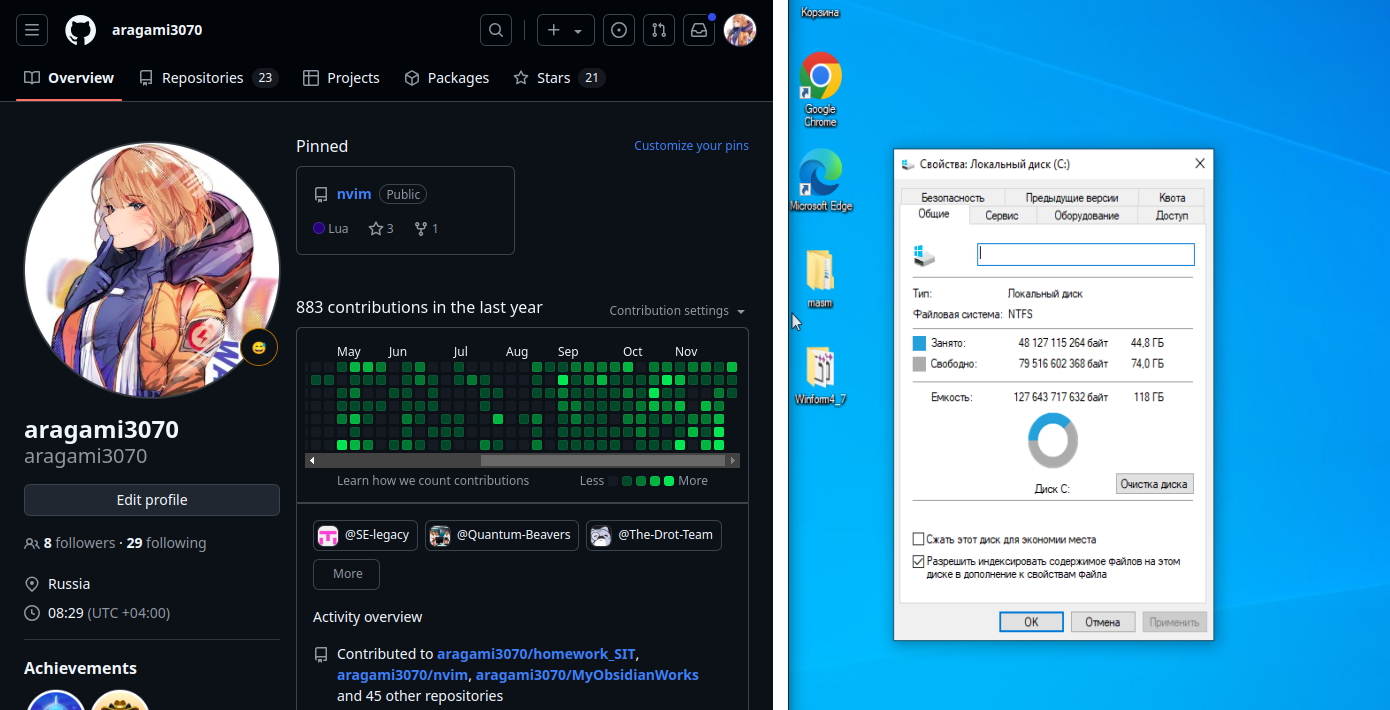 aragami3070
Overview
Repositories 23
Projects
Packages
Stars 21
Pinned
Customize your pins
nvim Public
Lua 3 1
883 contributions in the last year
Contribution settings
May Jun Jul Aug Sep Oct Nov
Learn how we count contributions
Less More
@SE-legacy
@Quantum-Beavers
@The-Drot-Team
More
Activity overview
Contributed to aragami3070/homework_SIT,
aragami3070/nvim, aragami3070/MyObsidianWorks
and 45 other repositories
aragami3070
aragami3070
Edit profile
8 followers · 29 following
Russia
08:29 (UTC +04:00)
Achievements
Корзина
Google
Chrome
Microsoft Edge
masm
Winform4_7
Свойства: Локальный диск (C:)
Безопасность Предыдущие версии Квота
Общие Сервис Оборудование Доступ
Тип: Локальный диск
Файловая система: NTFS
Занято: 48 127 115 264 байт 44,8 ГБ
Свободно: 79 516 602 368 байт 74,0 ГБ
Емкость: 127 643 717 632 байт 118 ГБ
Диск C:
Очистка диска
Сжать этот диск для экономии места
Разрешить индексировать содержимое файлов на этом
диске в дополнение к свойствам файла
OK Отмена Применить